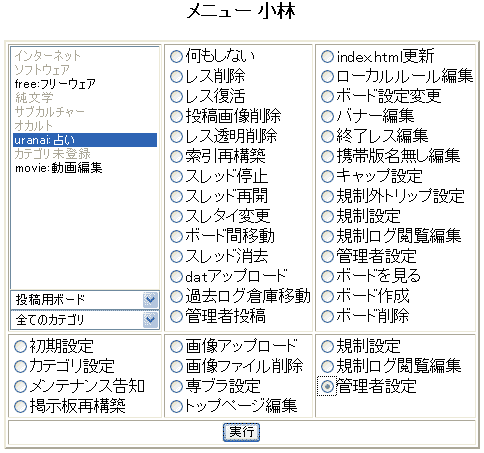 メニュー 小林
インターネット
ソフトウェア
free:フリーウェア
純文学
サブカルチャー
オカルト
uranai:占い
カテゴリ未登録
movie:動画編集
投稿用ボード
全てのカテゴリ
何もしない
レス削除
レス復活
投稿画像削除
レス透明削除
索引再構築
スレッド停止
スレッド再開
スレタイ変更
ボード間移動
スレッド消去
datアップロード
過去ログ倉庫移動
管理者投稿
index.html更新
ローカルルール編集
ボード設定変更
バナー編集
終了レス編集
携帯版名無し編集
キャップ設定
規制外トリップ設定
規制設定
規制ログ閲覧編集
管理者設定
ボードを見る
ボード作成
ボード削除
初期設定
カテゴリ設定
メンテナンス告知
掲示板再構築
画像アップロード
画像ファイル削除
専ブラ設定
トップページ編集
規制設定
規制ログ閲覧編集
管理者設定
実行